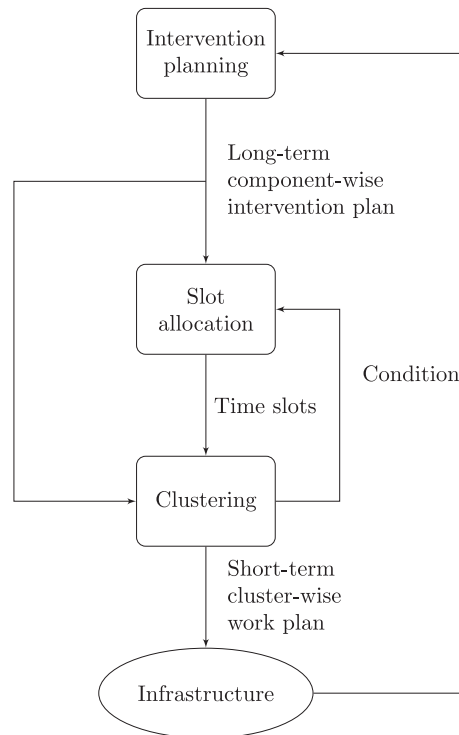 Intervention
planning
Long-term
component-wise
intervention plan
Slot
allocation
Condition
Time slots
Clustering
Short-term
cluster-wise
work plan
Infrastructure